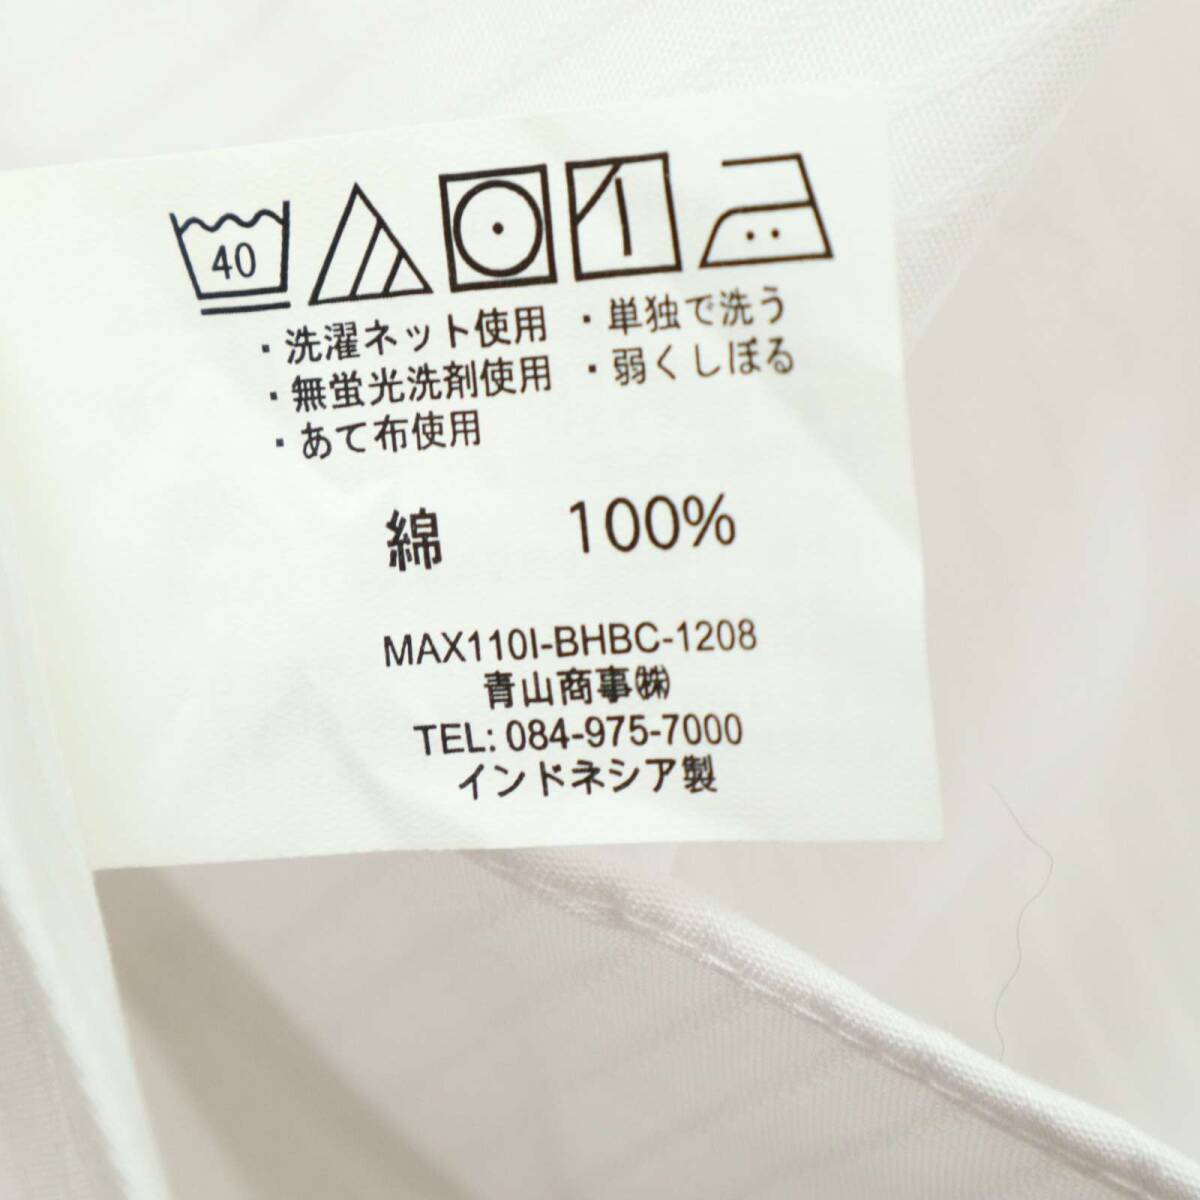 40
・洗濯ネット使用 ・単独で洗う
・無蛍光洗剤使用 ・弱くしぼる
・あて布使用
綿 100%
MAX110I-BHBC-1208
青山商事㈱
TEL: 084-975-7000
インドネシア製